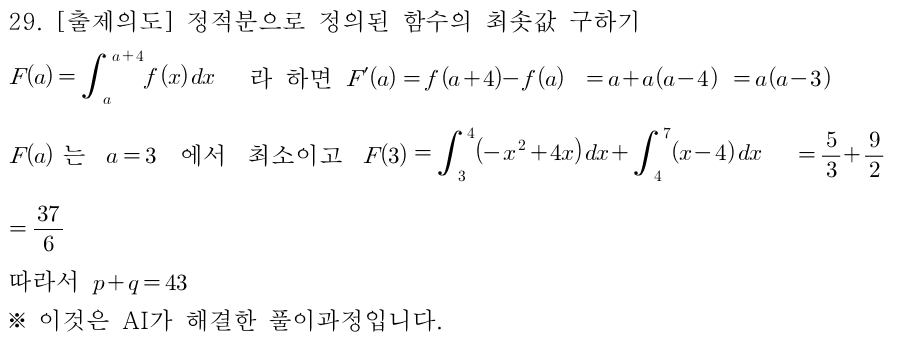 29. [출제의도] 정적분으로 정의된 함수의 최솟값 구하기
F(a) = ∫_a^{a+4} f(x)dx 라 하면 F′(a) = f(a+4) − f(a) = a + a(a−4) = a(a−3)
F(a) 는 a = 3 에서 최소이고 F(3) = ∫_3^4 (−x² + 4x)dx + ∫_4^7 (x−4)dx = 5/3 + 9/2
= 37/6
따라서 p+q = 43
※ 이것은 AI가 해결한 풀이과정입니다.